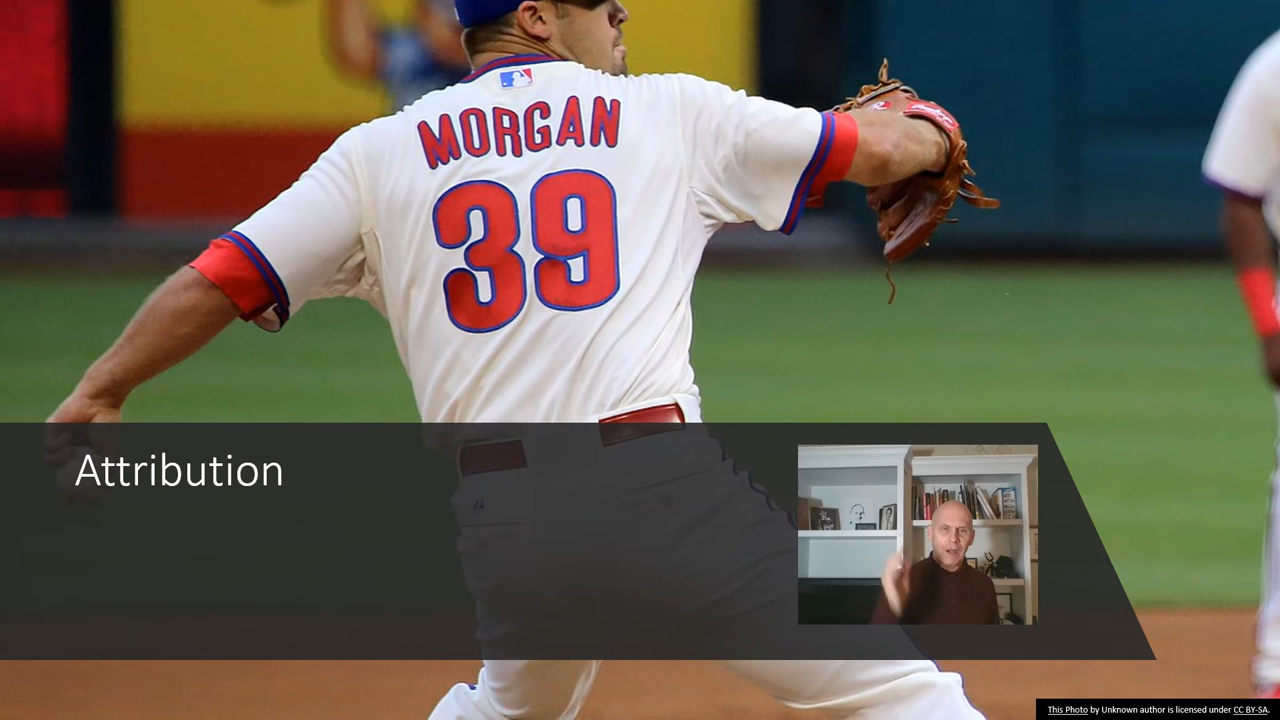 MORGAN
39
Attribution
This Photo by Unknown author is licensed under CC BY-SA.